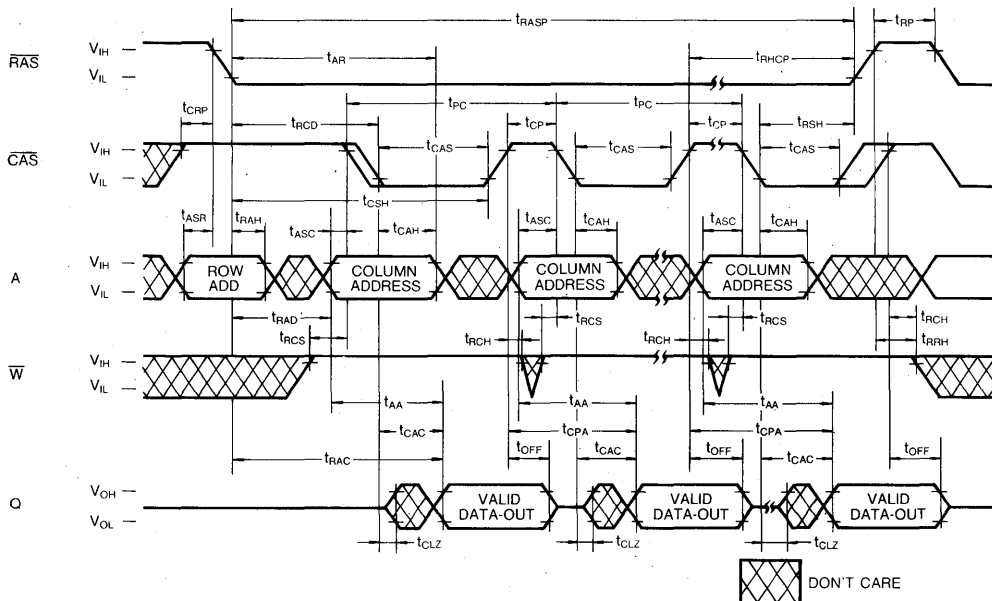 tRASP
tRP
RAS
VIH
VIL
tAR
tRHCP
tCRP
tPC
tPC
tRCD
tCP
tCP
tRSH
CAS
VIH
VIL
tCAS
tCAS
tCAS
tCSH
tASR
tRAH
tASC
tCAH
tASC
tCAH
tASC
tCAH
A
VIH
VIL
ROW ADD
COLUMN ADDRESS
COLUMN ADDRESS
COLUMN ADDRESS
tRAD
tRCS
tRCS
tRCS
tRCH
tRCH
tRCH
tRRH
W
VIH
VIL
tAA
tAA
tAA
tCAC
tCPA
tCPA
tRAC
tOFF
tCAC
tOFF
tCAC
tOFF
Q
VOH
VOL
VALID DATA-OUT
VALID DATA-OUT
VALID DATA-OUT
tCLZ
tCLZ
tCLZ
DON'T CARE